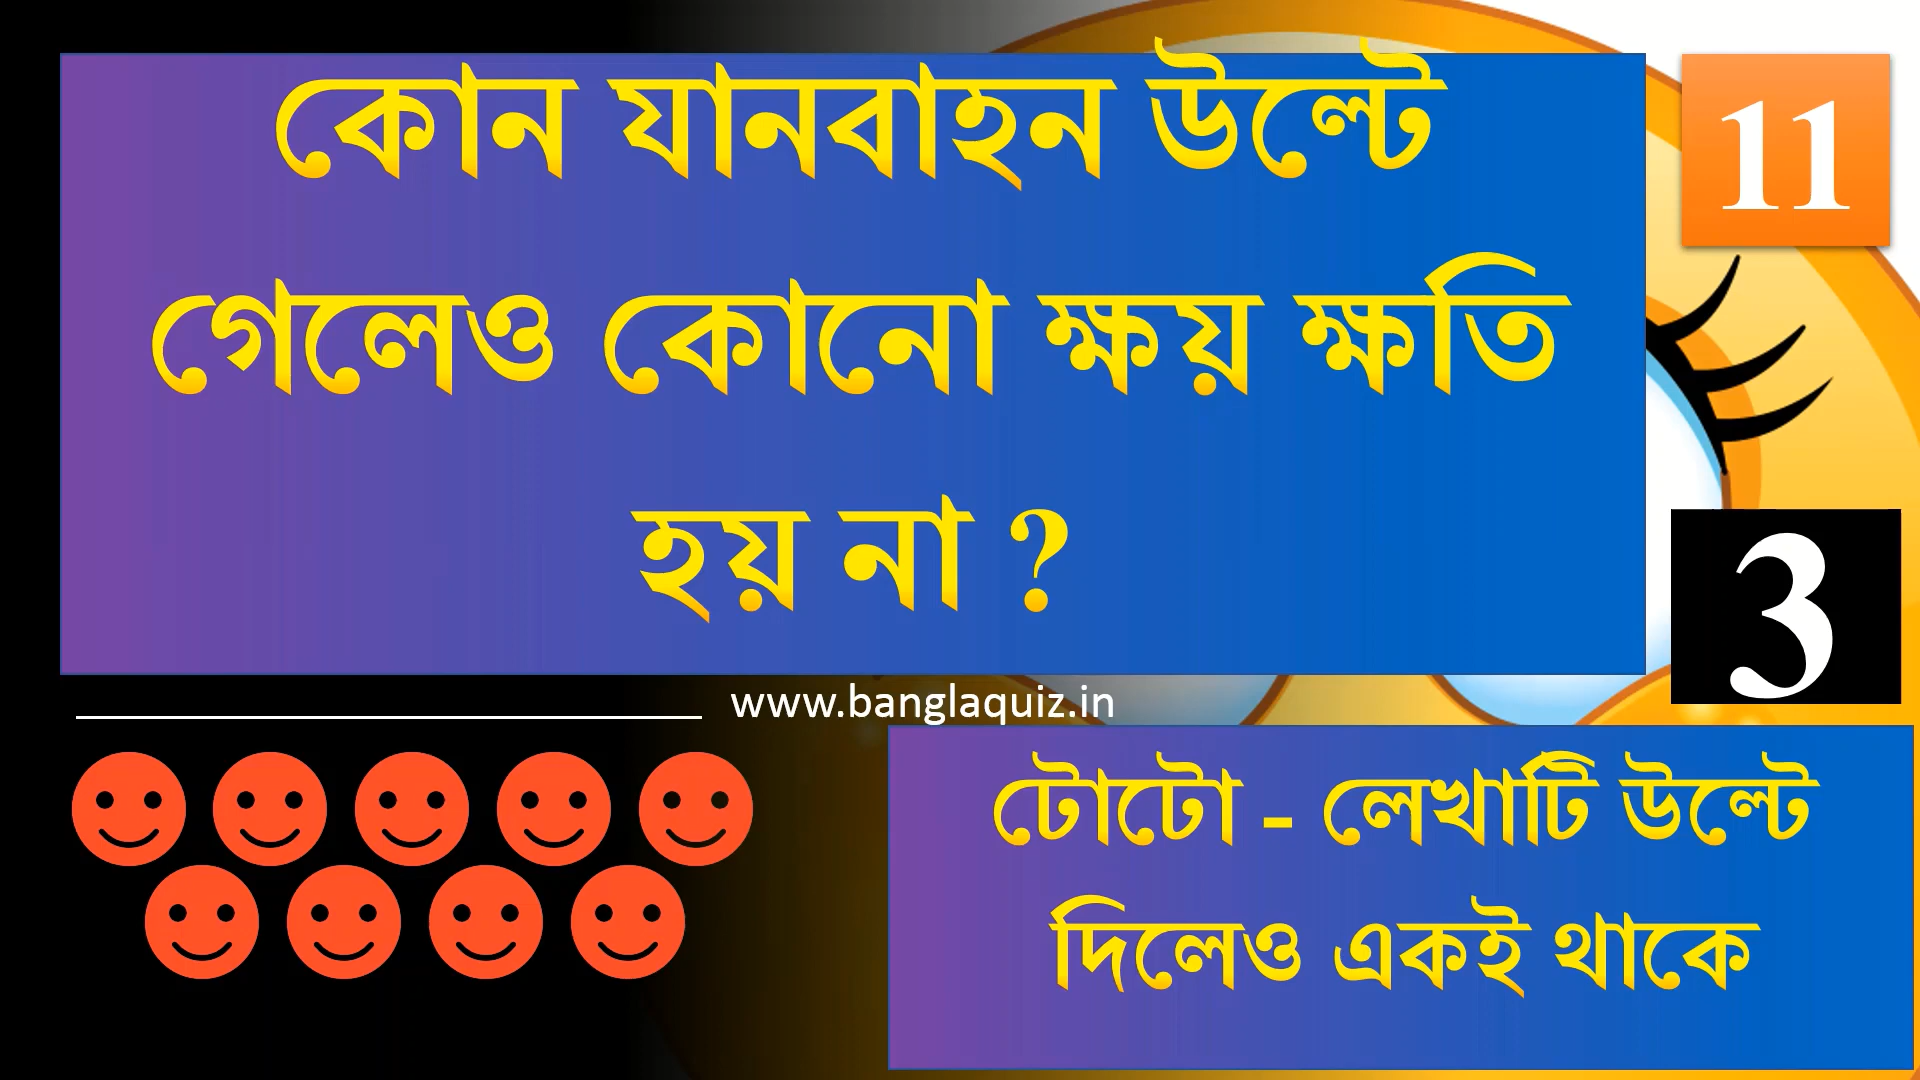 কোন যানবাহন উল্টে
গেলেও কোনো ক্ষয় ক্ষতি
হয় না ?
11
3
www.banglaquiz.in
টোটো - লেখাটি উল্টে
দিলেও একই থাকে